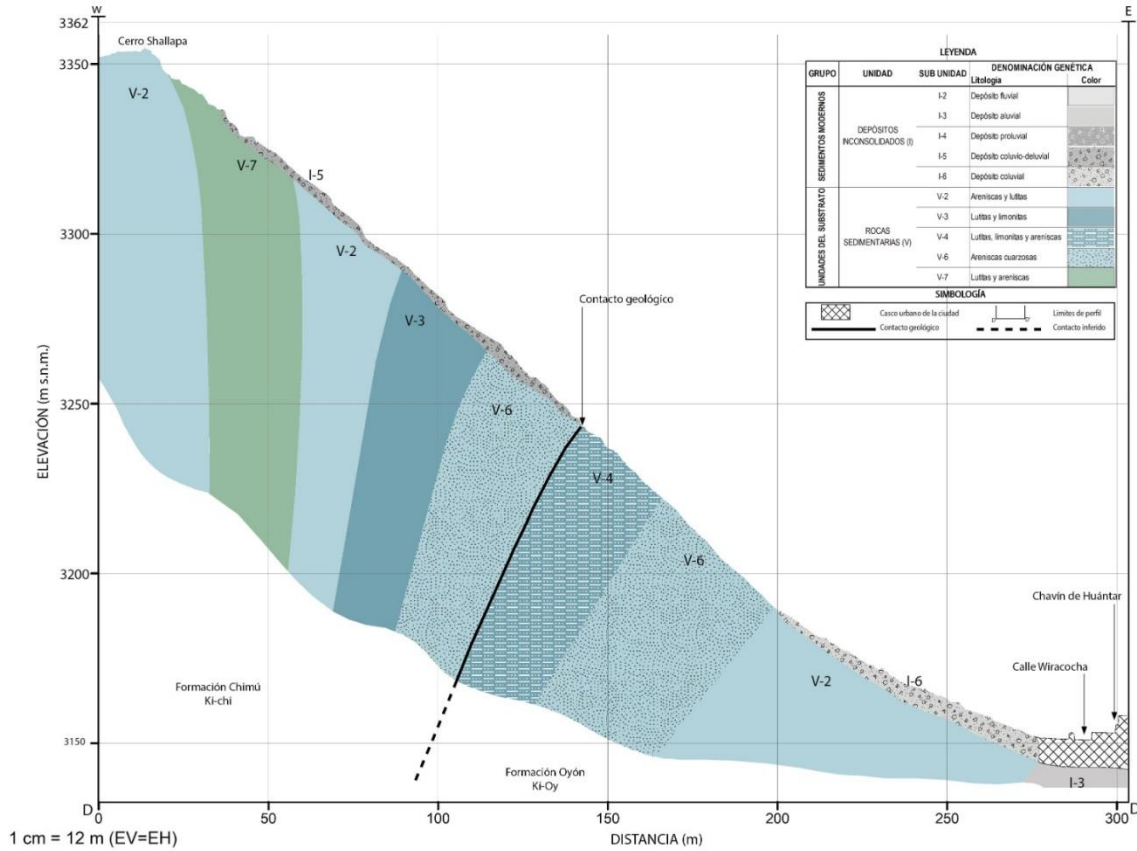 W
E
3362
3350
3300
3250
3200
3150
ELEVACIÓN (m s.n.m.)
Cerro Shallapa
V-2
V-7
I-5
V-2
V-3
V-6
Contacto geológico
V-4
V-6
V-2
I-6
Chavín de Huántar
Calle Wiracocha
I-3
Formación Chimú
Ki-chi
Formación Oyón
Ki-Oy
D
0
50
100
150
200
250
300
D
DISTANCIA (m)
1 cm = 12 m (EV=EH)
LEYENDA
GRUPO UNIDAD SUB UNIDAD DENOMINACIÓN GENÉTICA
Litología Color
SEDIMENTOS MODERNOS
DEPÓSITOS
INCONSOLIDADOS (I)
I-2 Depósito fluvial
I-3 Depósito aluvial
I-4 Depósito proluvial
I-5 Depósito coluvio-deluvial
I-6 Depósito coluvial
UNIDADES DEL SUBSTRATO
ROCAS
SEDIMENTARIAS (V)
V-2 Areniscas y lutitas
V-3 Lutitas y limonitas
V-4 Lutitas, limonitas y areniscas
V-6 Areniscas cuarzosas
V-7 Lutitas y areniscas
SIMBOLOGÍA
Casco urbano de la ciudad
Limites de perfil
Contacto geológico
Contacto inferido